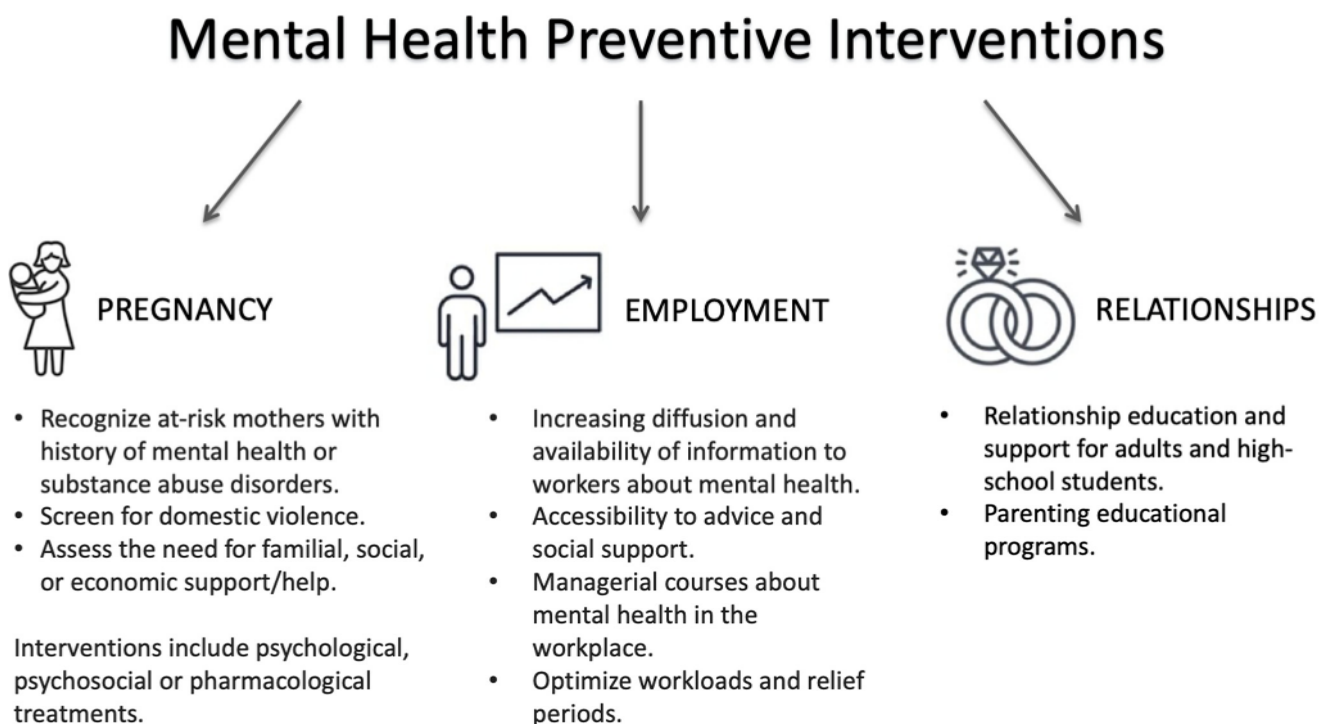 Mental Health Preventive Interventions
PREGNANCY
• Recognize at-risk mothers with
history of mental health or
substance abuse disorders.
• Screen for domestic violence.
• Assess the need for familial, social,
or economic support/help.
Interventions include psychological,
psychosocial or pharmacological
treatments.
EMPLOYMENT
• Increasing diffusion and
availability of information to
workers about mental health.
• Accessibility to advice and
social support.
• Managerial courses about
mental health in the
workplace.
• Optimize workloads and relief
periods.
RELATIONSHIPS
• Relationship education and
support for adults and high-
school students.
• Parenting educational
programs.